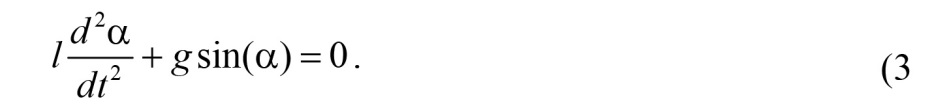 l d²α/dt² + g sin(α) = 0 . (3